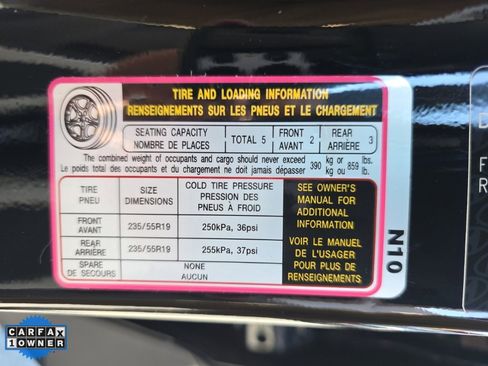 TIRE AND LOADING INFORMATION
RENSEIGNEMENTS SUR LES PNEUS ET LE CHARGEMENT
SEATING CAPACITY
NOMBRE DE PLACES
TOTAL 5
FRONT
AVANT 2
REAR
ARRIÈRE 3
The combined weight of occupants and cargo should never exceed 390 kg or 859 lbs.
Le poids total des occupants et du chargement ne doit jamais dépasser kg ou lb.
TIRE
PNEU
SIZE
DIMENSIONS
COLD TIRE PRESSURE
PRESSION DES
PNEUS À FROID
FRONT
AVANT
235/55R19
250kPa, 36psi
REAR
ARRIÈRE
235/55R19
255kPa, 37psi
SPARE
DE SECOURS
NONE
AUCUN
SEE OWNER'S
MANUAL FOR
ADDITIONAL
INFORMATION
VOIR LE MANUEL
DE L'USAGER
POUR PLUS DE
RENSEIGNEMENTS
N10
CARFAX
1 OWNER